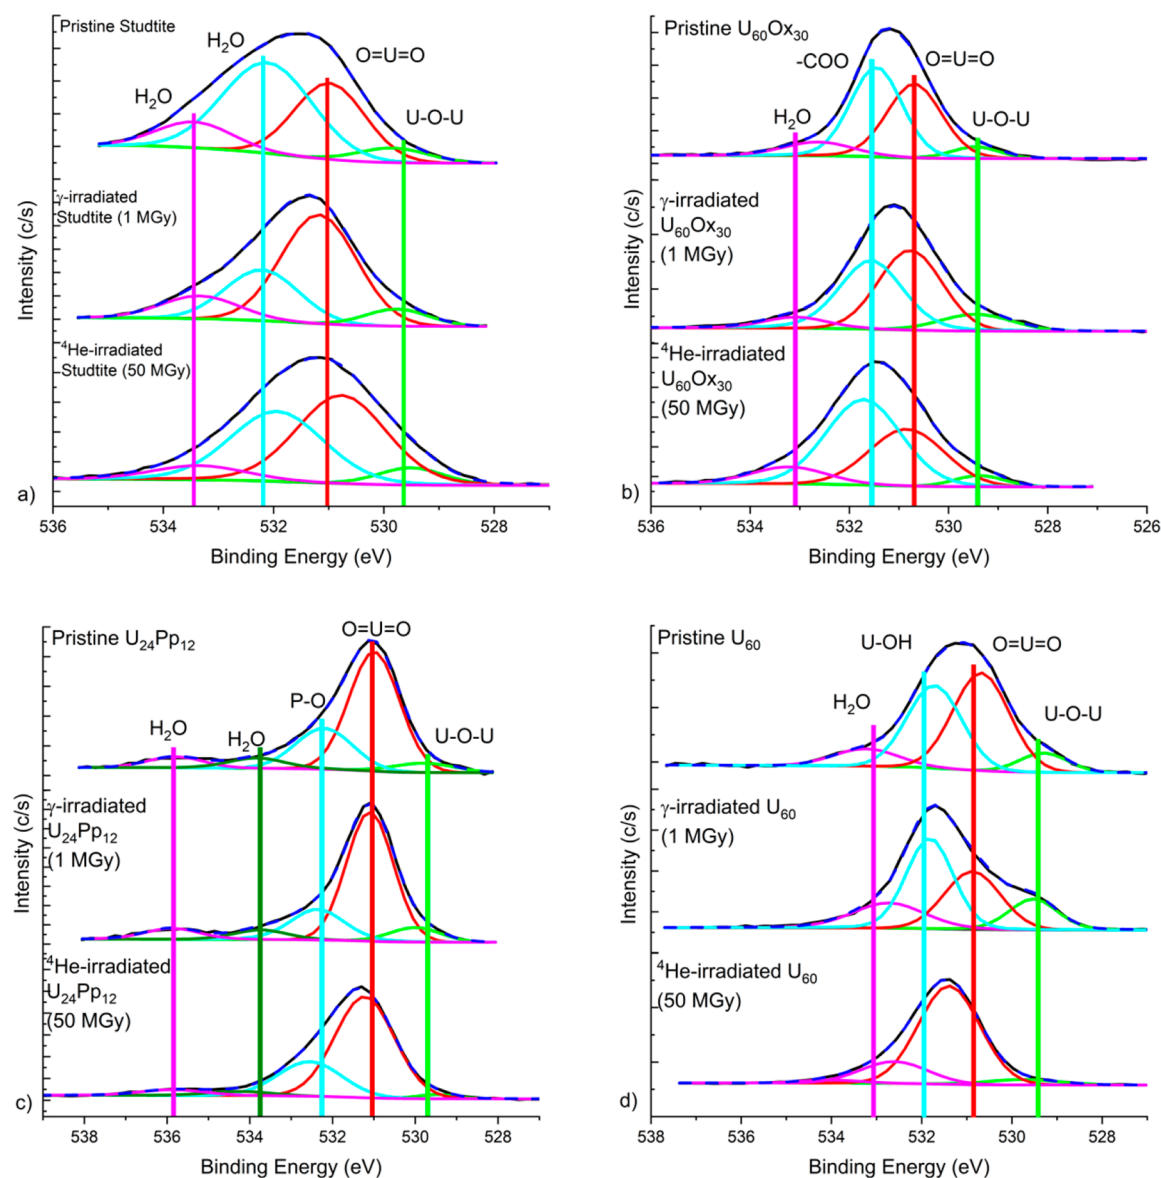 Pristine Studtite
H₂O
H₂O
O=U=O
U-O-U
γ-irradiated
Studtite (1 MGy)
⁴He-irradiated
Studtite (50 MGy)
Intensity (c/s)
a)
536 534 532 530 528
Binding Energy (eV)
Pristine U₆₀Ox₃₀
H₂O
-COO
O=U=O
U-O-U
γ-irradiated
U₆₀Ox₃₀
(1 MGy)
⁴He-irradiated
U₆₀Ox₃₀
(50 MGy)
Intensity (c/s)
b)
536 534 532 530 528 526
Binding Energy (eV)
Pristine U₂₄Pp₁₂
H₂O
H₂O
P-O
O=U=O
U-O-U
γ-irradiated
U₂₄Pp₁₂
(1 MGy)
⁴He-irradiated
U₂₄Pp₁₂
(50 MGy)
Intensity (c/s)
c)
538 536 534 532 530 528
Binding Energy (eV)
Pristine U₆₀
H₂O
U-OH
O=U=O
U-O-U
γ-irradiated U₆₀
(1 MGy)
⁴He-irradiated U₆₀
(50 MGy)
Intensity (c/s)
d)
538 536 534 532 530 528
Binding Energy (eV)